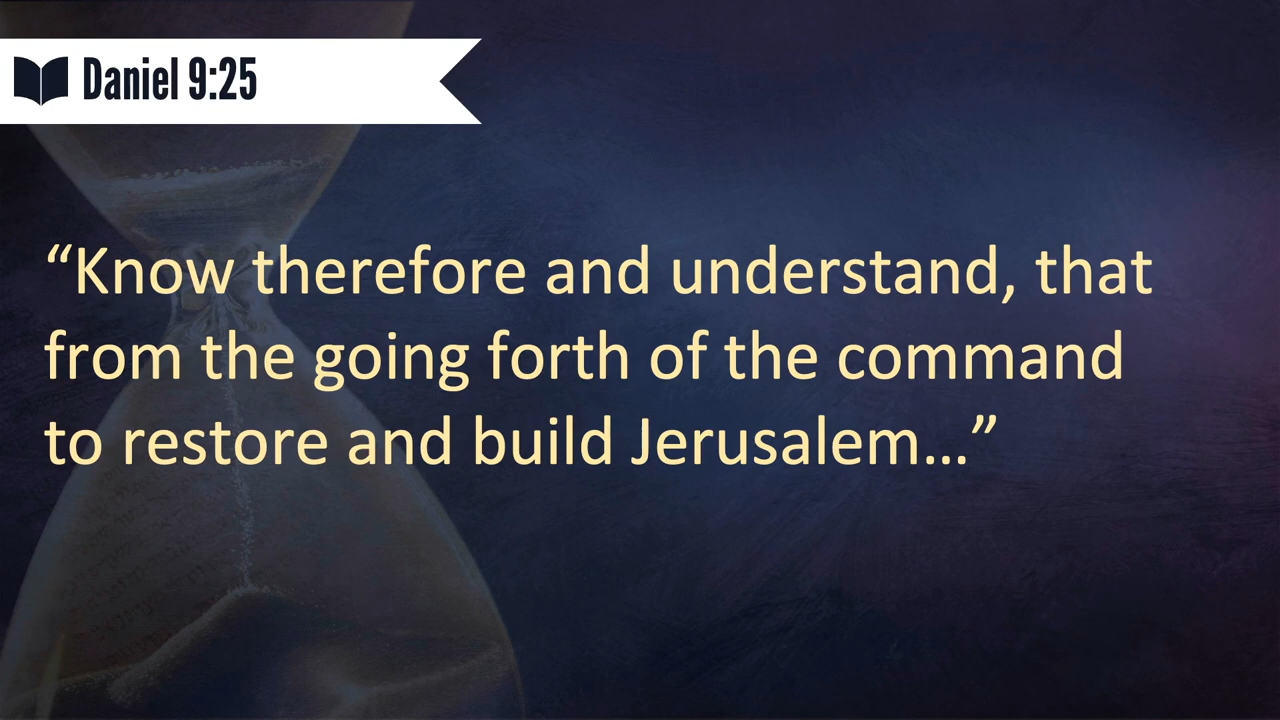 Daniel 9:25
“Know therefore and understand, that
from the going forth of the command
to restore and build Jerusalem…”